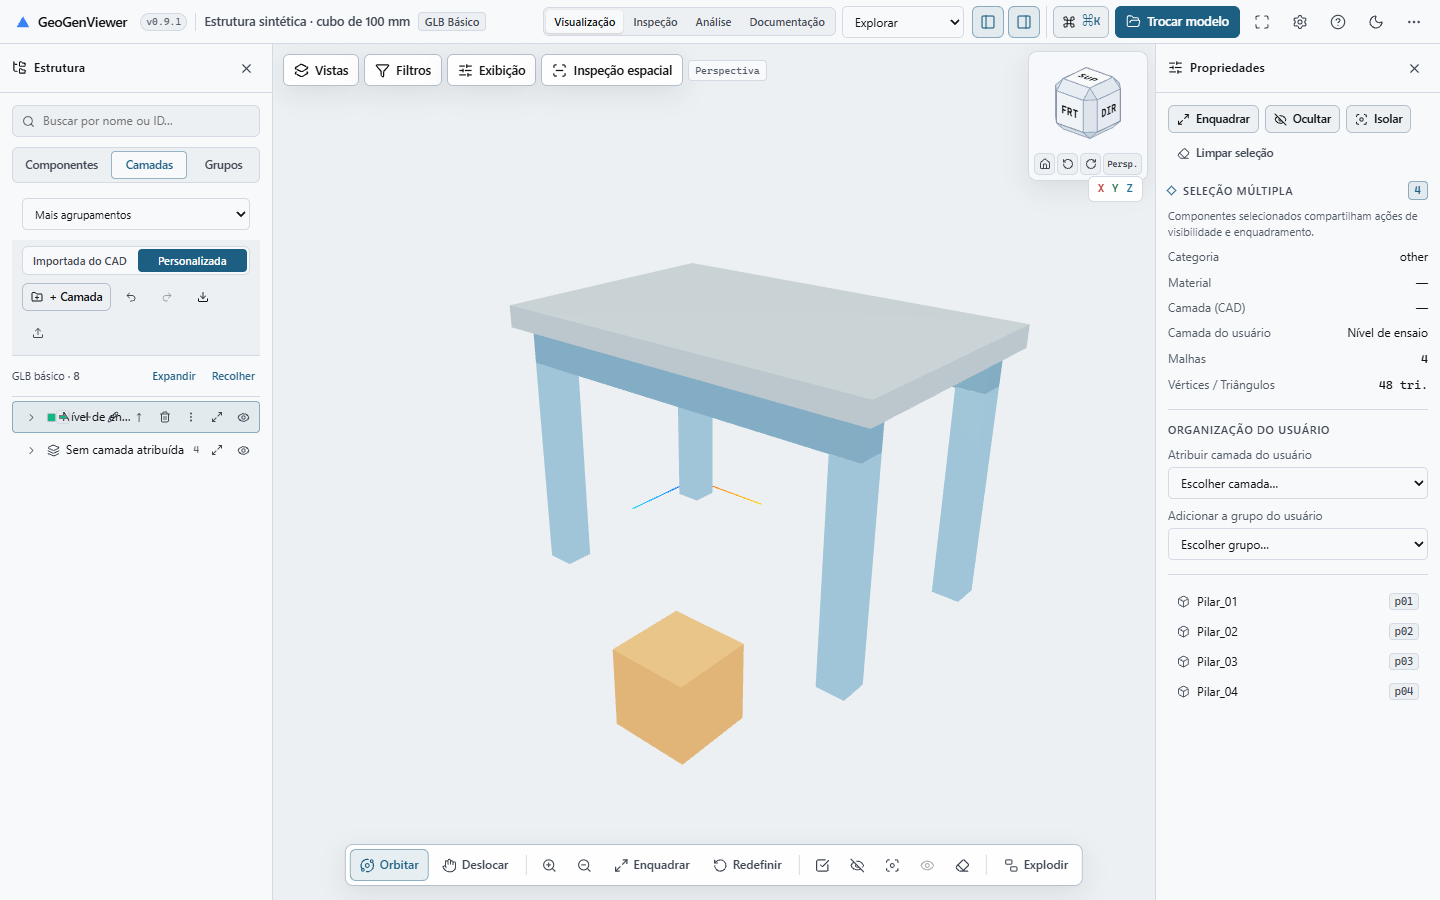 GeoGenViewer v0.9.1 Estrutura sintética · cubo de 100 mm GLB Básico Visualização Inspeção Análise Documentação Explorar ⌘ ⌘K Trocar modelo
Estrutura
Buscar por nome ou ID...
Componentes Camadas Grupos
Mais agrupamentos
Importada do CAD Personalizada
+ Camada
GLB básico · 8 Expandir Recolher
Nível de en...
Sem camada atribuída 4
Vistas Filtros Exibição Inspeção espacial Perspectiva
SUP
FRT DIR
Persp.
X Y Z
Orbitar Deslocar Enquadrar Redefinir Explodir
Propriedades
Enquadrar Ocultar Isolar
Limpar seleção
SELEÇÃO MÚLTIPLA 4
Componentes selecionados compartilham ações de
visibilidade e enquadramento.
Categoria other
Material —
Camada (CAD) —
Camada do usuário Nível de ensaio
Malhas 4
Vértices / Triângulos 48 tri.
ORGANIZAÇÃO DO USUÁRIO
Atribuir camada do usuário
Escolher camada...
Adicionar a grupo do usuário
Escolher grupo...
Pilar_01 p01
Pilar_02 p02
Pilar_03 p03
Pilar_04 p04